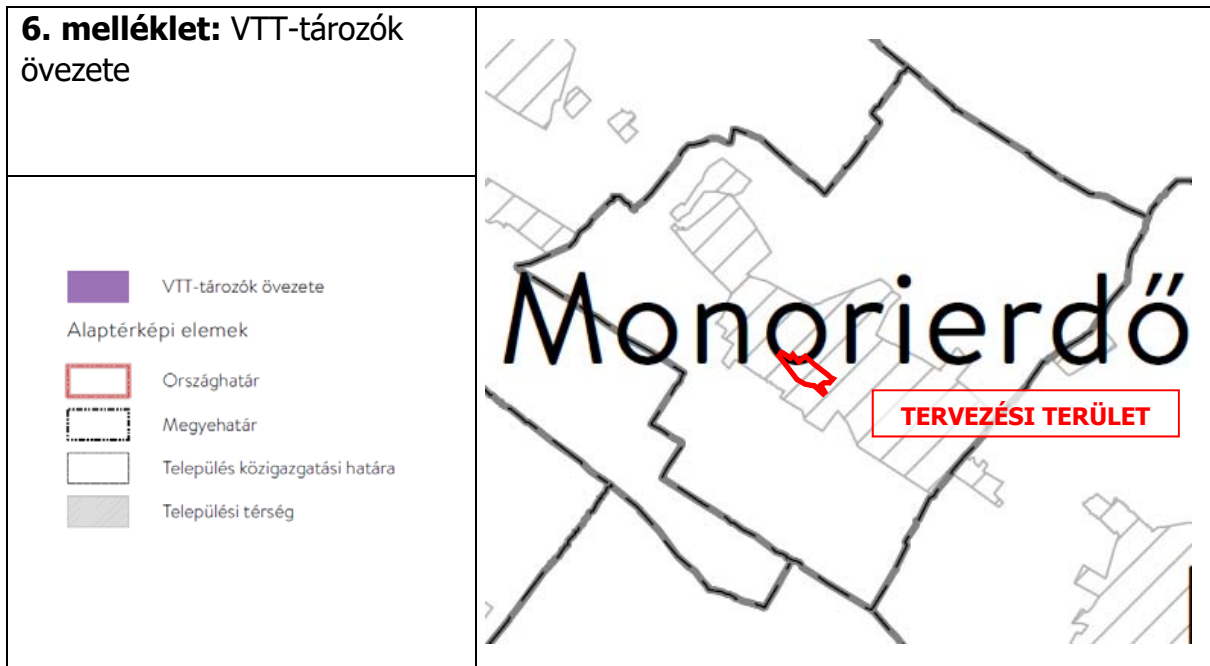 6. melléklet: VTT-tározók
övezete
VTT-tározók övezete
Alaptérképi elemek
Országhatár
Megyehatár
Település közigazgatási határa
Települési térség
Monorierdő
TERVEZÉSI TERÜLET